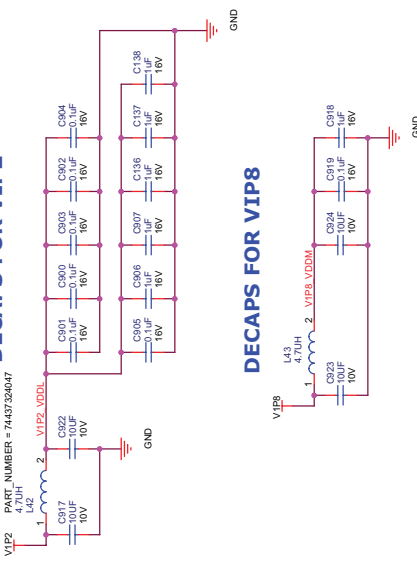 PART_NUMBER = 74437324047
4.7UH
L42
V1P2
1
2
V1P2_VDDL
C917
10UF
10V
C922
10UF
10V
GND
C901
0.1uF
16V
C900
0.1uF
16V
C903
0.1uF
16V
C902
0.1uF
16V
C904
0.1uF
16V
C905
0.1uF
16V
C906
1uF
16V
C907
1uF
16V
C136
1uF
16V
C137
1uF
16V
C138
1uF
16V
GND
DECAPS FOR VIP8
V1P8
L43
4.7UH
1
2
V1P8_VDDM
C923
10UF
10V
C924
10UF
10V
C919
0.1uF
16V
C918
1uF
16V
GND